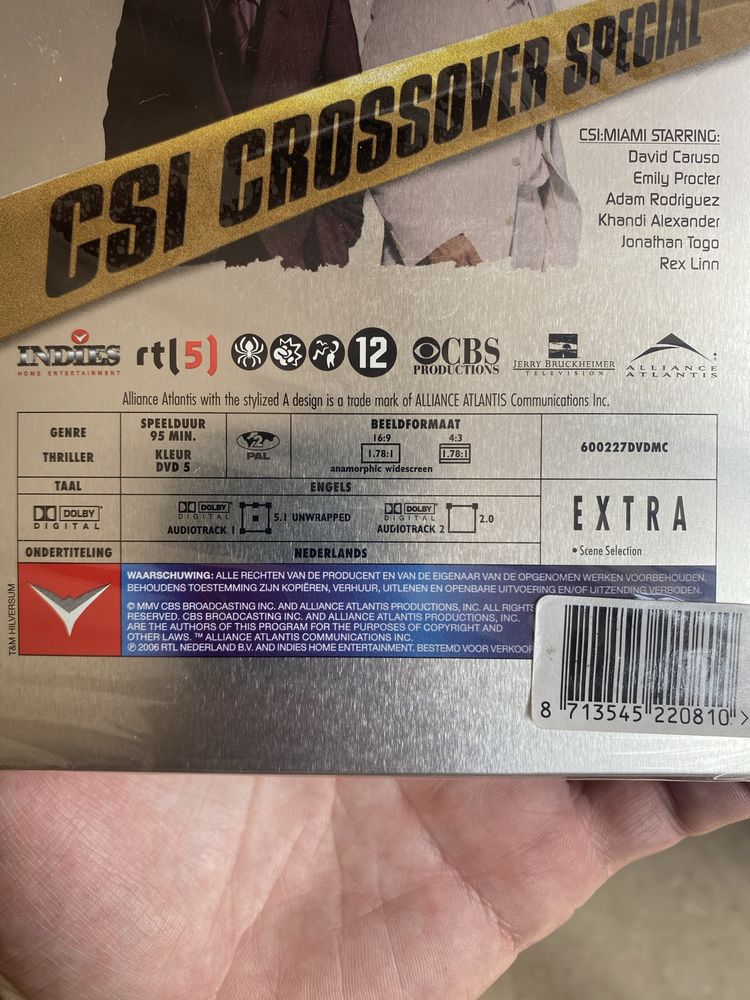 CSI CROSSOVER SPECIAL
CSI:MIAMI STARRING:
David Caruso
Emily Procter
Adam Rodriguez
Khandi Alexander
Jonathan Togo
Rex Linn
INDIES
HOME ENTERTAINMENT
rtl 5
12
CBS
PRODUCTIONS
JERRY BRUCKHEIMER
TELEVISION
ALLIANCE
ATLANTIS
Alliance Atlantis with the stylized A design is a trade mark of ALLIANCE ATLANTIS Communications Inc.
GENRE
THRILLER
SPEELDUUR
95 MIN.
KLEUR
DVD 5
2
PAL
BEELDFORMAAT
16:9 4:3
1.78:1 1.78:1
anamorphic widescreen
600227DVDMC
TAAL
ENGELS
DOLBY
DIGITAL
DOLBY
DIGITAL
AUDIOTRACK 1
5.1 UNWRAPPED
DOLBY
DIGITAL
AUDIOTRACK 2
2.0
EXTRA
• Scene Selection
ONDERTITELING
NEDERLANDS
WAARSCHUWING: ALLE RECHTEN VAN DE PRODUCENT EN VAN DE EIGENAAR VAN DE OPGENOMEN WERKEN VOORBEHOUDEN.
BEHOUDENS TOESTEMMING ZIJN KOPIËREN, VERHUUR, UITLENEN EN OPENBARE UITVOERING EN/OF UITZENDING VERBODEN.
© MMV CBS BROADCASTING INC. AND ALLIANCE ATLANTIS PRODUCTIONS, INC. ALL RIGHTS
RESERVED. CBS BROADCASTING INC. AND ALLIANCE ATLANTIS PRODUCTIONS, INC.
ARE THE AUTHORS OF THIS PROGRAM FOR THE PURPOSES OF COPYRIGHT AND
OTHER LAWS. ™ ALLIANCE ATLANTIS COMMUNICATIONS INC.
℗ 2006 RTL NEDERLAND B.V. AND INDIES HOME ENTERTAINMENT. BESTEMD VOOR VERKOOP
T&M HILVERSUM
8 713545 220810 >